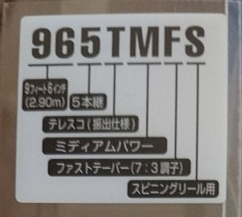 965TMFS
9フィート6インチ
(2.90m)
5本継
テレスコ(振出仕様)
ミディアムパワー
ファストテーパー(7:3調子)
スピニングリール用